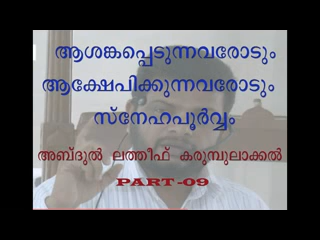 ആശങ്കപ്പെടുന്നവരോടും
ആക്ഷേപിക്കുന്നവരോടും
സ്നേഹപൂർവ്വം
അബ്ദുൽ ലത്തീഫ് കരുമ്പുലാക്കൽ
PART-09